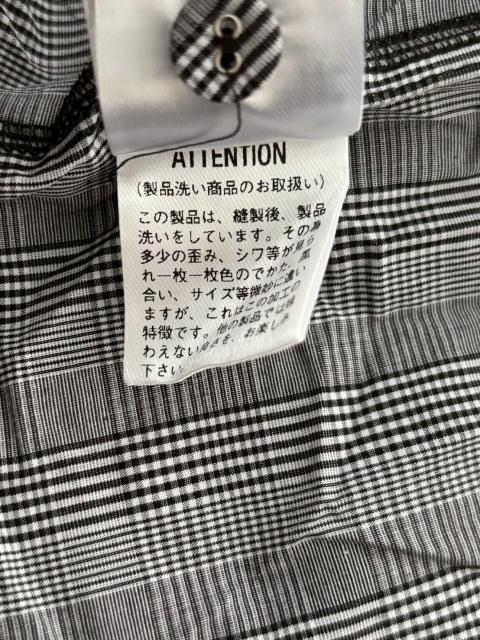 ATTENTION
(製品洗い商品のお取扱い)
この製品は、縫製後、製品
洗いをしています。その為
多少の歪み、シワ等が見ら
れ一枚一枚色のでかた、風
合い、サイズ等微妙に違い
ますが、これはこの加工の
特徴です。他の製品では味
わえない良さを、お楽しみ
下さい